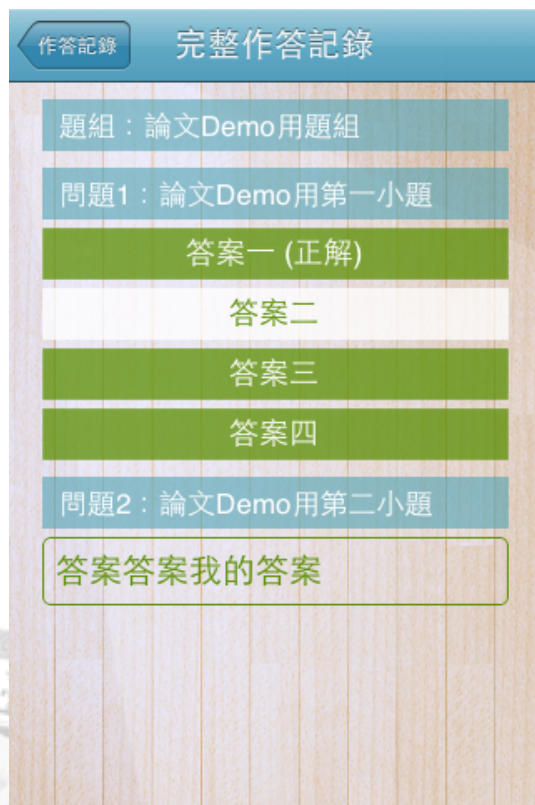 作答記錄
完整作答記錄
題組：論文Demo用題組
問題1：論文Demo用第一小題
答案一 (正解)
答案二
答案三
答案四
問題2：論文Demo用第二小題
答案答案我的答案